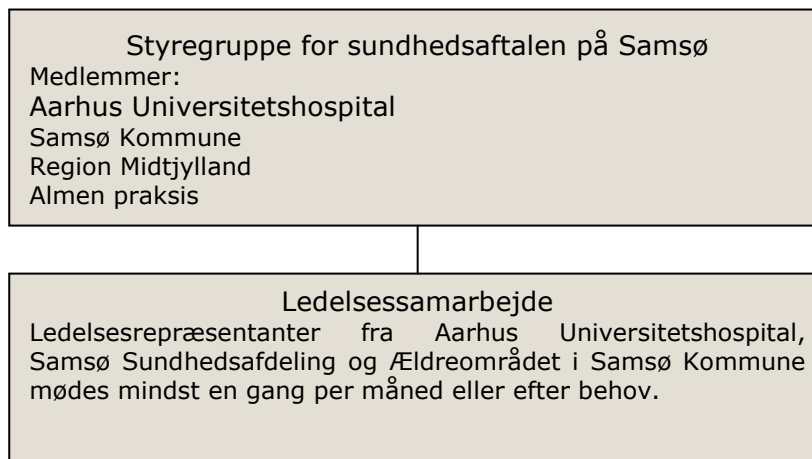 Styregruppe for sundhedsaftalen på Samsø
Medlemmer:
Aarhus Universitetshospital
Samsø Kommune
Region Midtjylland
Almen praksis
Ledelsessamarbejde
Ledelsesrepræsentanter fra Aarhus Universitetshospital,
Samsø Sundhedsafdeling og Ældreområdet i Samsø Kommune
mødes mindst en gang per måned eller efter behov.